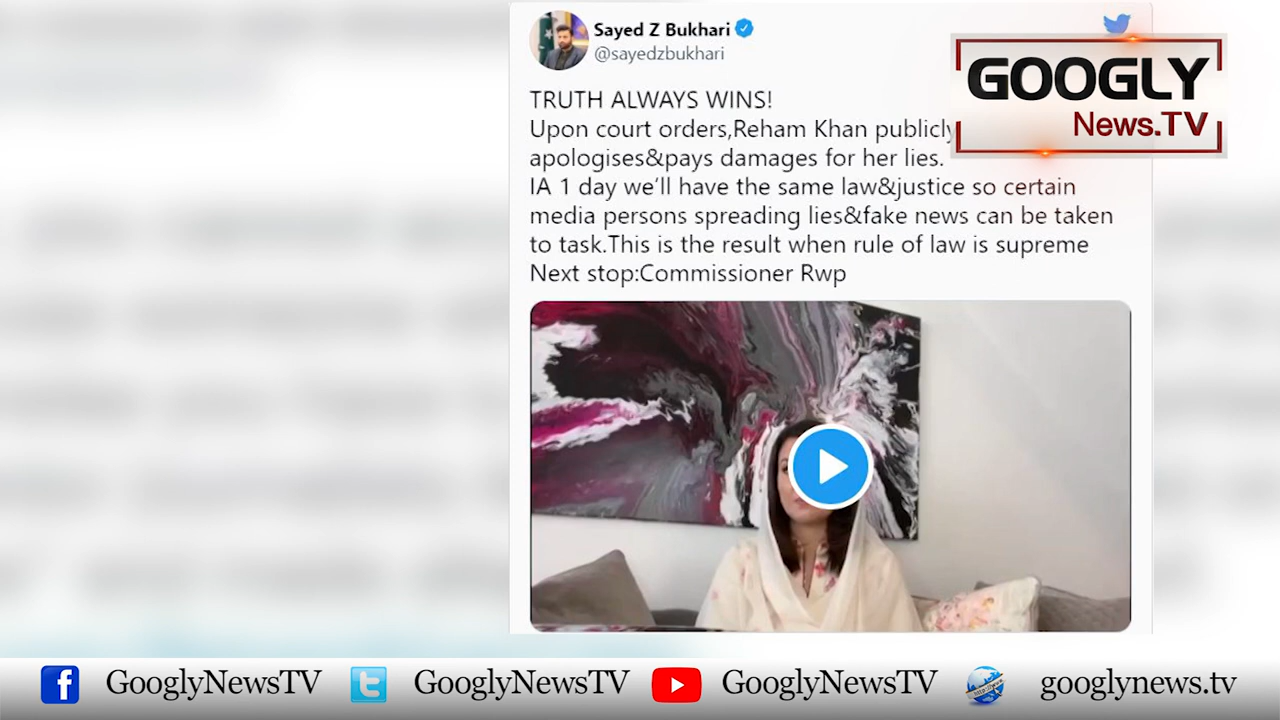 Sayed Z Bukhari
@sayedzbukhari
TRUTH ALWAYS WINS!
Upon court orders,Reham Khan publicly
apologises&pays damages for her lies.
IA 1 day we'll have the same law&justice so certain
media persons spreading lies&fake news can be taken
to task.This is the result when rule of law is supreme
Next stop:Commissioner Rwp
GOOGLY
News.TV
GooglyNewsTV
GooglyNewsTV
GooglyNewsTV
googlynews.tv